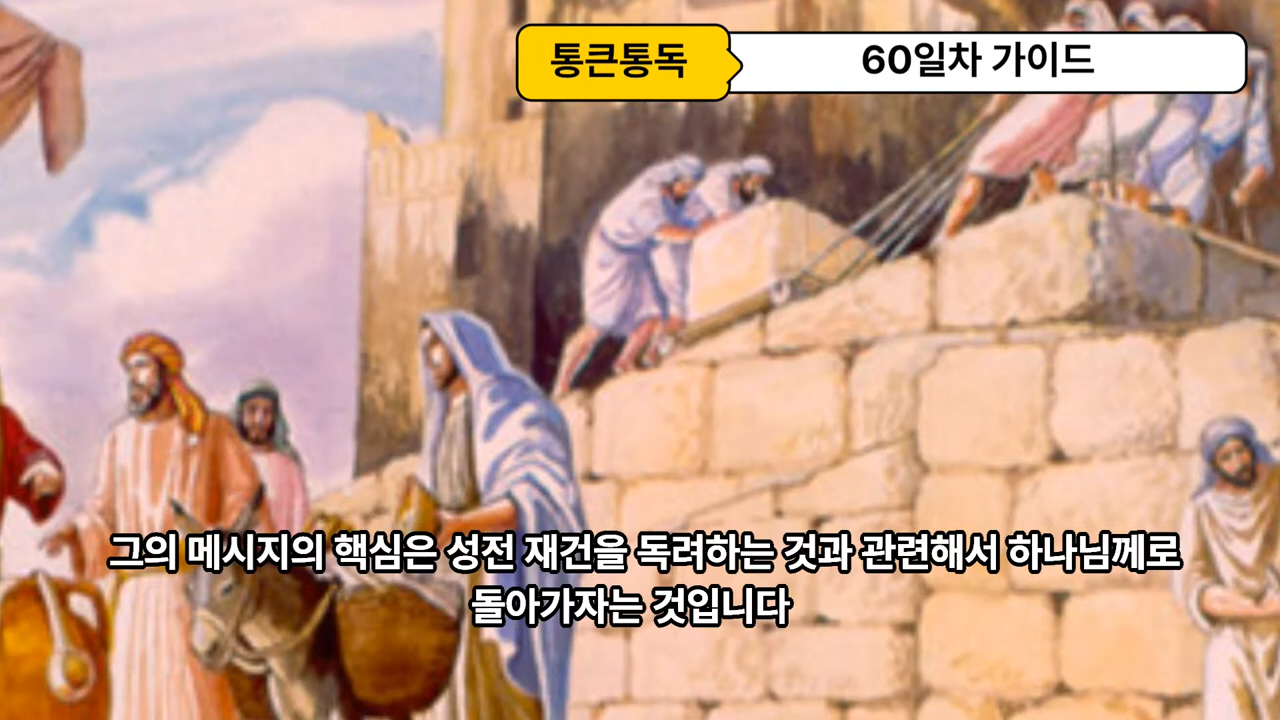 통큰통독
60일차 가이드
그의 메시지의 핵심은 성전 재건을 독려하는 것과 관련해서 하나님께로
돌아가자는 것입니다